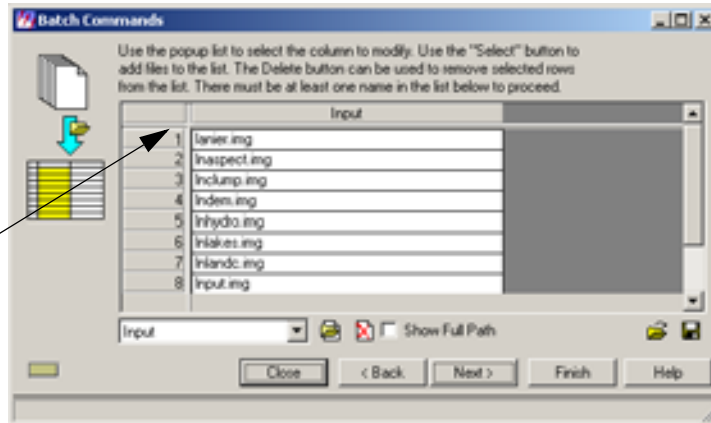 Batch Commands
Use the popup list to select the column to modify. Use the "Select" button to
add files to the list. The Delete button can be used to remove selected rows
from the list. There must be at least one name in the list below to proceed.
Input
1 lanier.img
2 lnaspect.img
3 lnclump.img
4 lndem.img
5 lnhydro.img
6 lnlakes.img
7 lnlandc.img
8 lnput.img
Input
Show Full Path
Close
< Back
Next >
Finish
Help